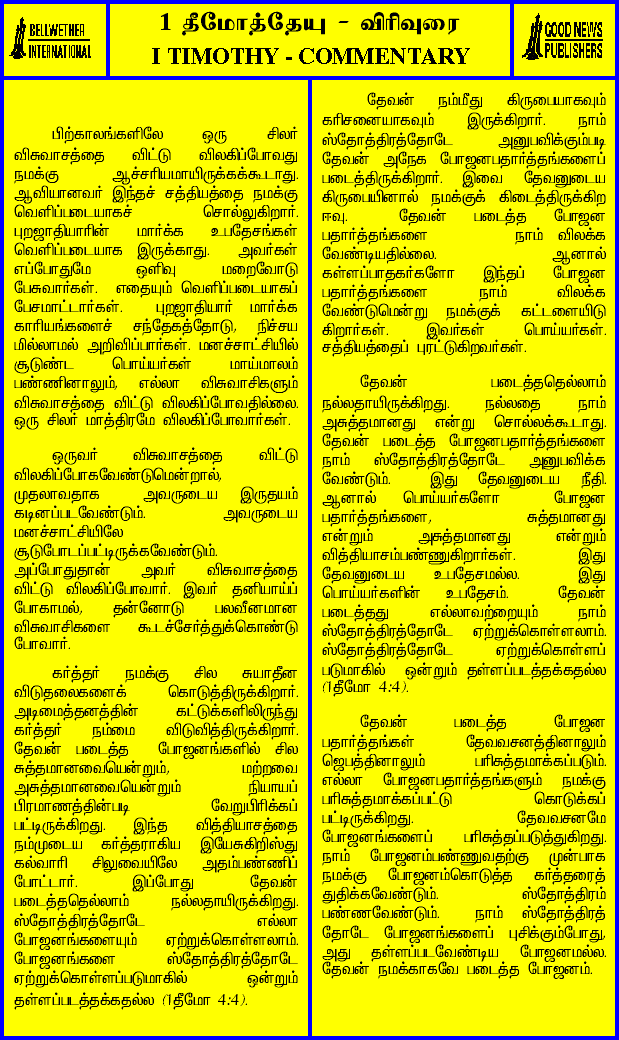 BELLWETHER
INTERNATIONAL
1 தீமோத்தேயு - விரிவுரை
I TIMOTHY - COMMENTARY
GOOD NEWS
PUBLISHERS
பிற்காலங்களிலே ஒரு சிலர்
விசுவாசத்தை விட்டு விலகிப்போவது
நமக்கு ஆச்சரியமாயிருக்கக்கூடாது.
ஆவியானவர் இந்தச் சத்தியத்தை நமக்கு
வெளிப்படையாகச் சொல்லுகிறார்.
புறஜாதியாரின் மார்க்க உபதேசங்கள்
வெளிப்படையாக இருக்காது. அவர்கள்
எப்போதுமே ஒளிவு மறைவோடு
பேசுவார்கள். எதையும் வெளிப்படையாகப்
பேசமாட்டார்கள். புறஜாதியார் மார்க்க
காரியங்களைச் சந்தேகத்தோடு, நிச்சய
மில்லாமல் அறிவிப்பார்கள். மனச்சாட்சியில்
சூடுண்ட பொய்யர்கள் மாய்மாலம்
பண்ணினாலும், எல்லா விசுவாசிகளும்
விசுவாசத்தை விட்டு விலகிப்போவதில்லை.
ஒரு சிலர் மாத்திரமே விலகிப்போவார்கள்.
ஒருவர் விசுவாசத்தை விட்டு
விலகிப்போகவேண்டுமென்றால்,
முதலாவதாக அவருடைய இருதயம்
கடினப்படவேண்டும். அவருடைய
மனச்சாட்சியிலே
சூடுபோடப்பட்டிருக்கவேண்டும்.
அப்போதுதான் அவர் விசுவாசத்தை
விட்டு விலகிப்போவார். இவர் தனியாய்ப்
போகாமல், தன்னோடு பலவீனமான
விசுவாசிகளை கூடச்சேர்த்துக்கொண்டு
போவார்.
கர்த்தர் நமக்கு சில சுயாதீன
விடுதலைகளைக் கொடுத்திருக்கிறார்.
அடிமைத்தனத்தின் கட்டுக்களிலிருந்து
கர்த்தர் நம்மை விடுவித்திருக்கிறார்.
தேவன் படைத்த போஜனங்களில் சில
சுத்தமானவையென்றும், மற்றவை
அசுத்தமானவையென்றும் நியாயப்
பிரமாணத்தின்படி வேறுபிரிக்கப்
பட்டிருக்கிறது. இந்த வித்தியாசத்தை
நம்முடைய கர்த்தராகிய இயேசுகிறிஸ்து
கல்வாரி சிலுவையிலே அதம்பண்ணிப்
போட்டார். இப்போது தேவன்
படைத்ததெல்லாம் நல்லதாயிருக்கிறது.
ஸ்தோத்திரத்தோடே எல்லா
போஜனங்களையும் ஏற்றுக்கொள்ளலாம்.
போஜனங்களை ஸ்தோத்திரத்தோடே
ஏற்றுக்கொள்ளப்படுமாகில் ஒன்றும்
தள்ளப்படத்தக்கதல்ல (1தீமோ 4:4).
தேவன் நம்மீது கிருபையாகவும்
கரிசனையாகவும் இருக்கிறார். நாம்
ஸ்தோத்திரத்தோடே அனுபவிக்கும்படி
தேவன் அநேக போஜனபதார்த்தங்களைப்
படைத்திருக்கிறார். இவை தேவனுடைய
கிருபையினால் நமக்குக் கிடைத்திருக்கிற
ஈவு. தேவன் படைத்த போஜன
பதார்த்தங்களை நாம் விலக்க
வேண்டியதில்லை. ஆனால்
கள்ளப்பாதகர்களோ இந்தப் போஜன
பதார்த்தங்களை நாம் விலக்க
வேண்டுமென்று நமக்குக் கட்டளையிடு
கிறார்கள். இவர்கள் பொய்யர்கள்.
சத்தியத்தைப் புரட்டுகிறவர்கள்.
தேவன் படைத்ததெல்லாம்
நல்லதாயிருக்கிறது. நல்லதை நாம்
அசுத்தமானது என்று சொல்லக்கூடாது.
தேவன் படைத்த போஜனபதார்த்தங்களை
நாம் ஸ்தோத்திரத்தோடே அனுபவிக்க
வேண்டும். இது தேவனுடைய நீதி.
ஆனால் பொய்யர்களோ போஜன
பதார்த்தங்களை, சுத்தமானது
என்றும் அசுத்தமானது என்றும்
வித்தியாசம்பண்ணுகிறார்கள். இது
தேவனுடைய உபதேசமல்ல. இது
பொய்யர்களின் உபதேசம். தேவன்
படைத்தது எல்லாவற்றையும் நாம்
ஸ்தோத்திரத்தோடே ஏற்றுக்கொள்ளலாம்.
ஸ்தோத்திரத்தோடே ஏற்றுக்கொள்ளப்
படுமாகில் ஒன்றும் தள்ளப்படத்தக்கதல்ல
(1தீமோ 4:4).
தேவன் படைத்த போஜன
பதார்த்தங்கள் தேவவசனத்தினாலும்
ஜெபத்தினாலும் பரிசுத்தமாக்கப்படும்.
எல்லா போஜனபதார்த்தங்களும் நமக்கு
பரிசுத்தமாக்கப்பட்டு கொடுக்கப்
பட்டிருக்கிறது. தேவவசனமே
போஜனங்களைப் பரிசுத்தப்படுத்துகிறது.
நாம் போஜனம்பண்ணுவதற்கு முன்பாக
நமக்கு போஜனம்கொடுத்த கர்த்தரைத்
துதிக்கவேண்டும். ஸ்தோத்திரம்
பண்ணவேண்டும். நாம் ஸ்தோத்திரத்
தோடே போஜனங்களைப் புசிக்கும்போது,
அது தள்ளப்படவேண்டிய போஜனமல்ல.
தேவன் நமக்காகவே படைத்த போஜனம்.